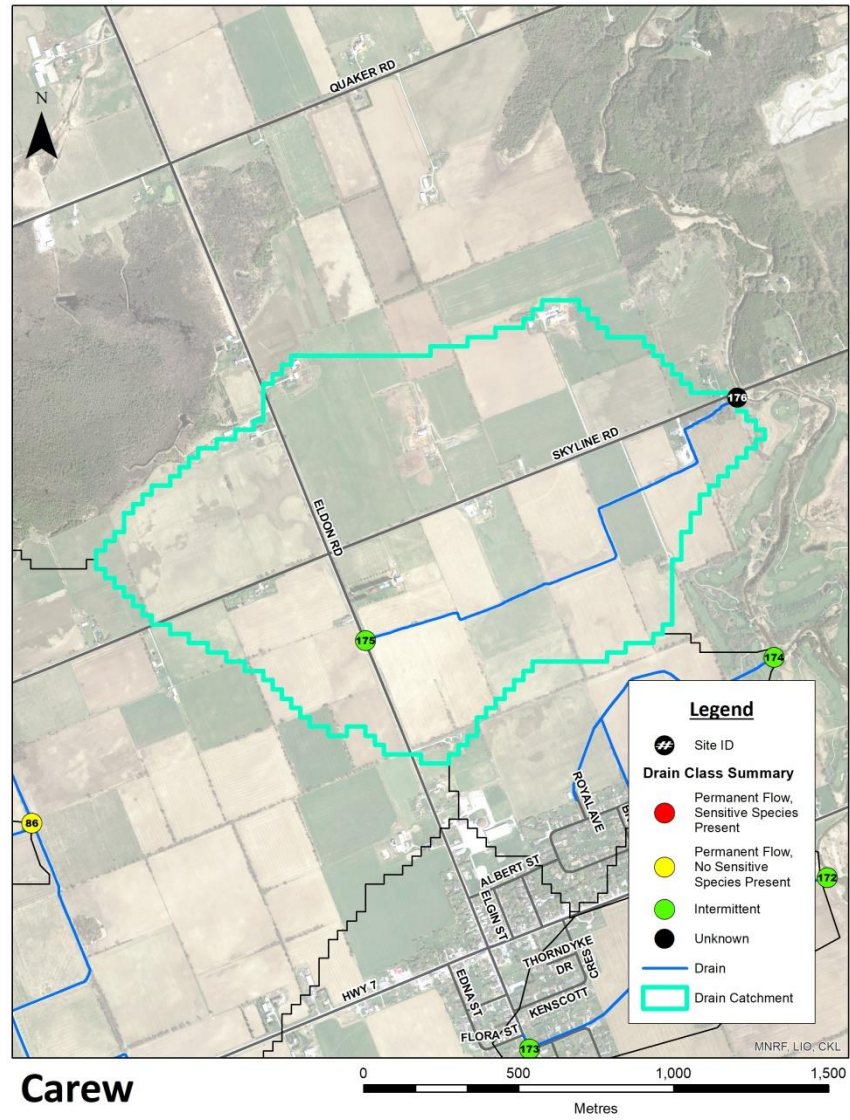 N
QUAKER RD
176
SKYLINE RD
ELDON RD
175
174
86
ROYAL AVE
ALBERT ST
ELGIN ST
172
THORNDYKE
DR
CRES
KENSCOTT
EDNA ST
HWY 7
FLORA ST
173
Legend
# Site ID
Drain Class Summary
Permanent Flow,
Sensitive Species
Present
Permanent Flow,
No Sensitive
Species Present
Intermittent
Unknown
Drain
Drain Catchment
MNRF, LIO, CKL
Carew
0 500 1,000 1,500
Metres